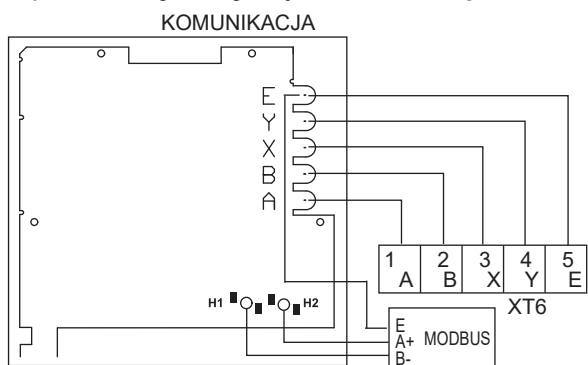 KOMUNIKACJA
E
Y
X
B
A
1 2 3 4 5
A B X Y E
XT6
H1 H2
E
A+ MODBUS
B-